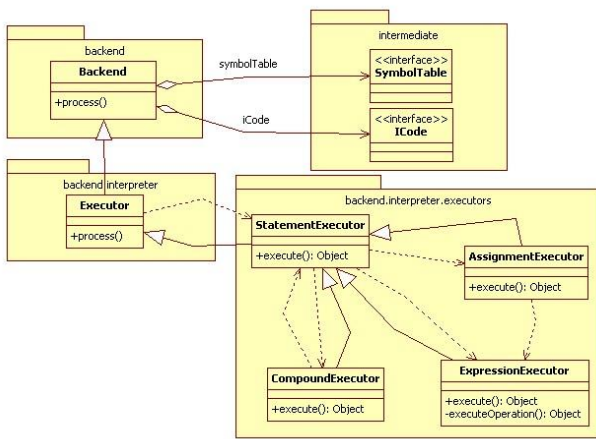 backend
Backend
+process()
symbolTable
iCode
intermediate
<<interface>>
SymbolTable
<<interface>>
ICode
backend.interpreter
Executor
+process()
backend.interpreter.executors
StatementExecutor
+execute(): Object
AssignmentExecutor
+execute(): Object
CompoundExecutor
+execute(): Object
ExpressionExecutor
+execute(): Object
-executeOperation(): Object